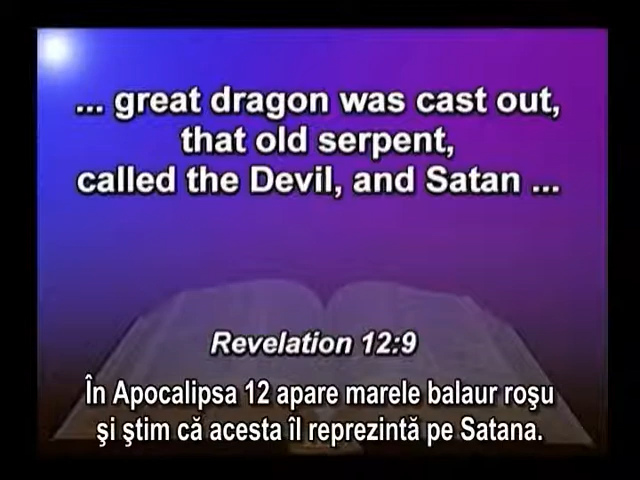 ... great dragon was cast out,
that old serpent,
called the Devil, and Satan ...
Revelation 12:9
În Apocalipsa 12 apare marele balaur roşu
şi ştim că acesta îl reprezintă pe Satana.